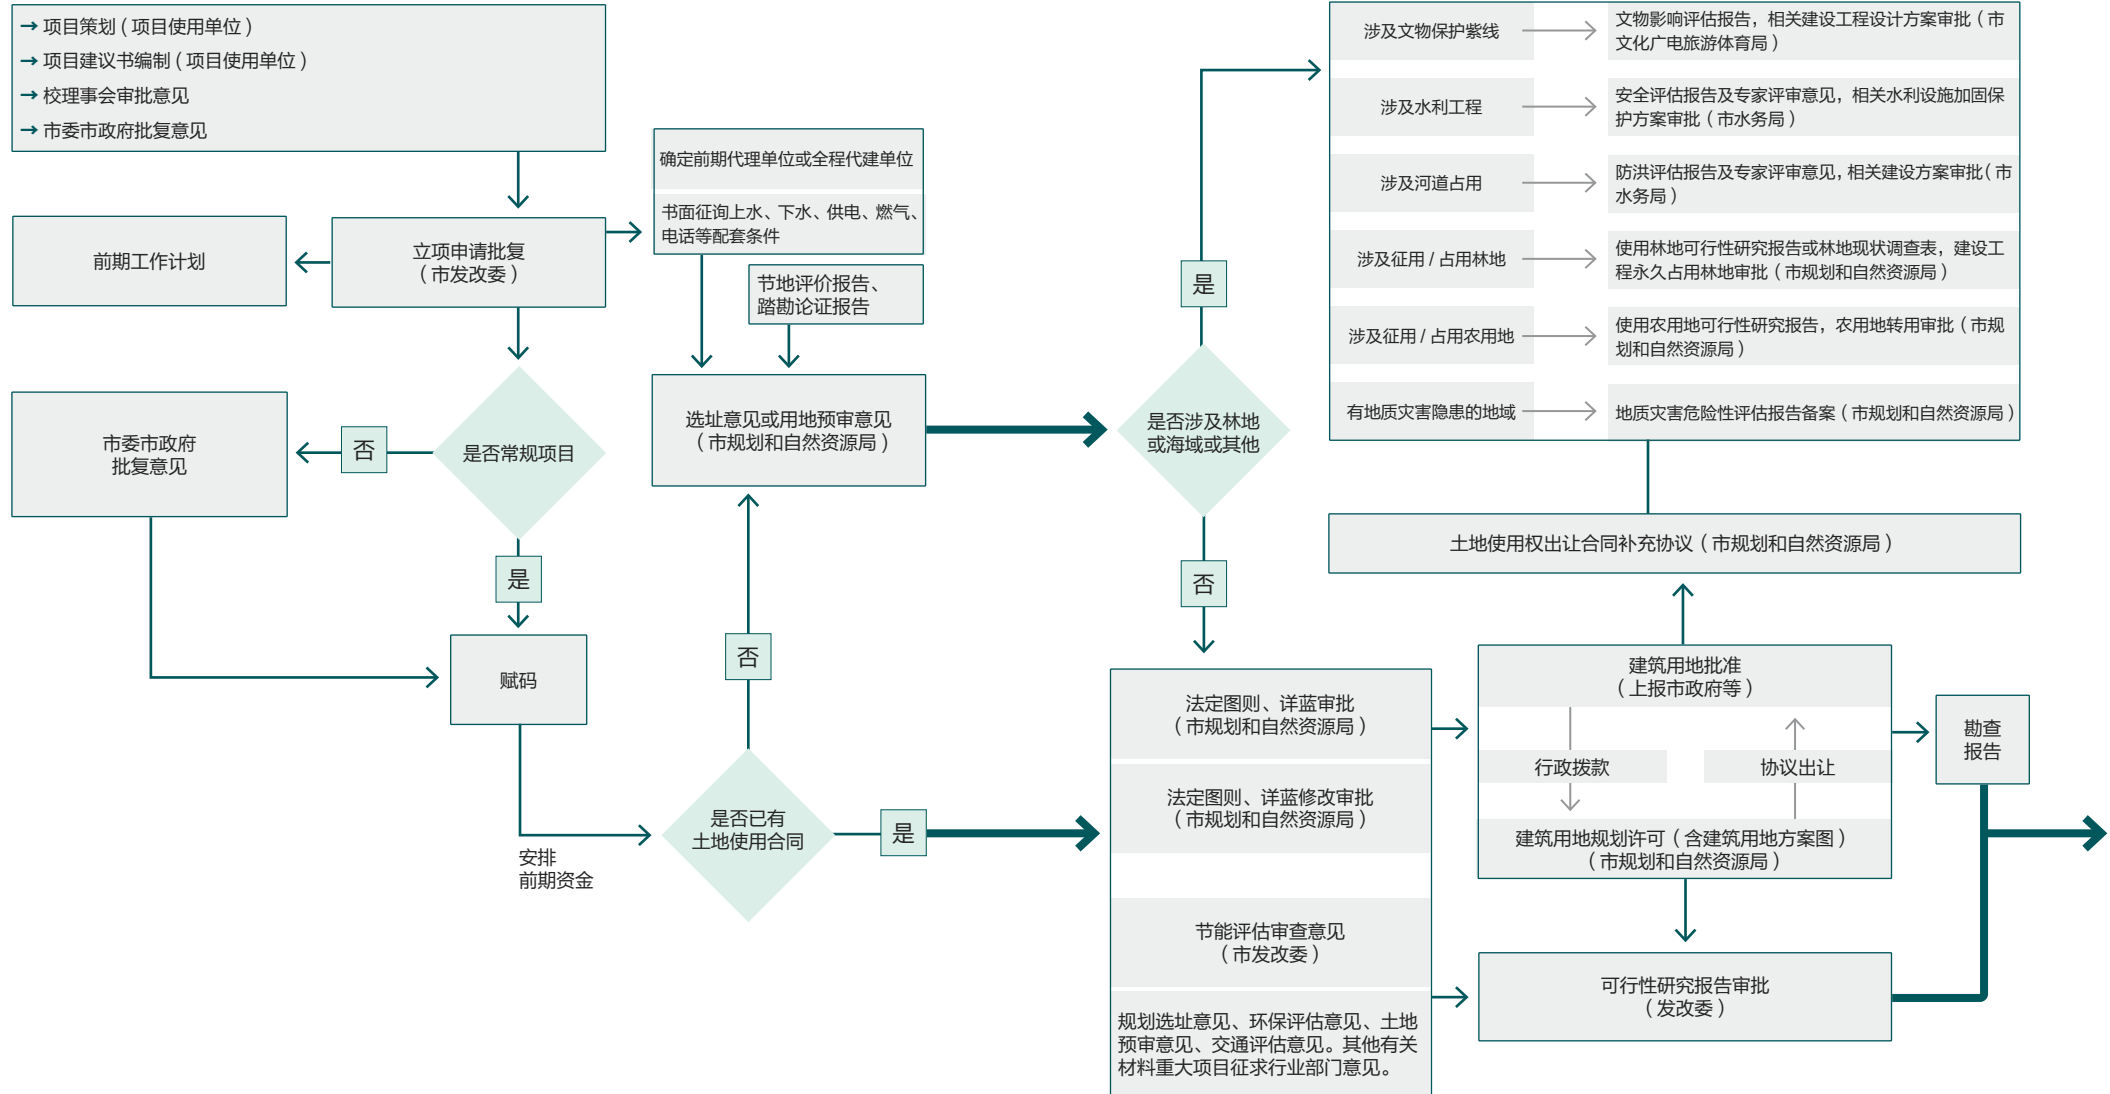 → 项目策划（项目使用单位）
→ 项目建议书编制（项目使用单位）
→ 校理事会审批意见
→ 市委市政府批复意见
前期工作计划
立项申请批复
（市发改委）
确定前期代理单位或全程代建单位
书面征询上水、下水、供电、燃气、
电话等配套条件
节地评价报告、
踏勘论证报告
市委市政府
批复意见
否
是否常规项目
是
赋码
安排
前期资金
选址意见或用地预审意见
（市规划和自然资源局）
否
是否已有
土地使用合同
是
是
是否涉及林地
或海域或其他
否
涉及文物保护紫线
文物影响评估报告，相关建设工程设计方案审批（市
文化广电旅游体育局）
涉及水利工程
安全评估报告及专家评审意见，相关水利设施加固保
护方案审批（市水务局）
涉及河道占用
防洪评估报告及专家评审意见，相关建设方案审批（市
水务局）
涉及征用 / 占用林地
使用林地可行性研究报告或林地现状调查表，建设工
程永久占用林地审批（市规划和自然资源局）
涉及征用 / 占用农用地
使用农用地可行性研究报告，农用地转用审批（市规
划和自然资源局）
有地质灾害隐患的地域
地质灾害危险性评估报告备案（市规划和自然资源局）
土地使用权出让合同补充协议（市规划和自然资源局）
法定图则、详蓝审批
（市规划和自然资源局）
法定图则、详蓝修改审批
（市规划和自然资源局）
节能评估审查意见
（市发改委）
规划选址意见、环保评估意见、土地
预审意见、交通评估意见。其他有关
材料重大项目征求行业部门意见。
建筑用地批准
（上报市政府等）
行政拨款
协议出让
建筑用地规划许可（含建筑用地方案图）
（市规划和自然资源局）
勘查
报告
可行性研究报告审批
（发改委）